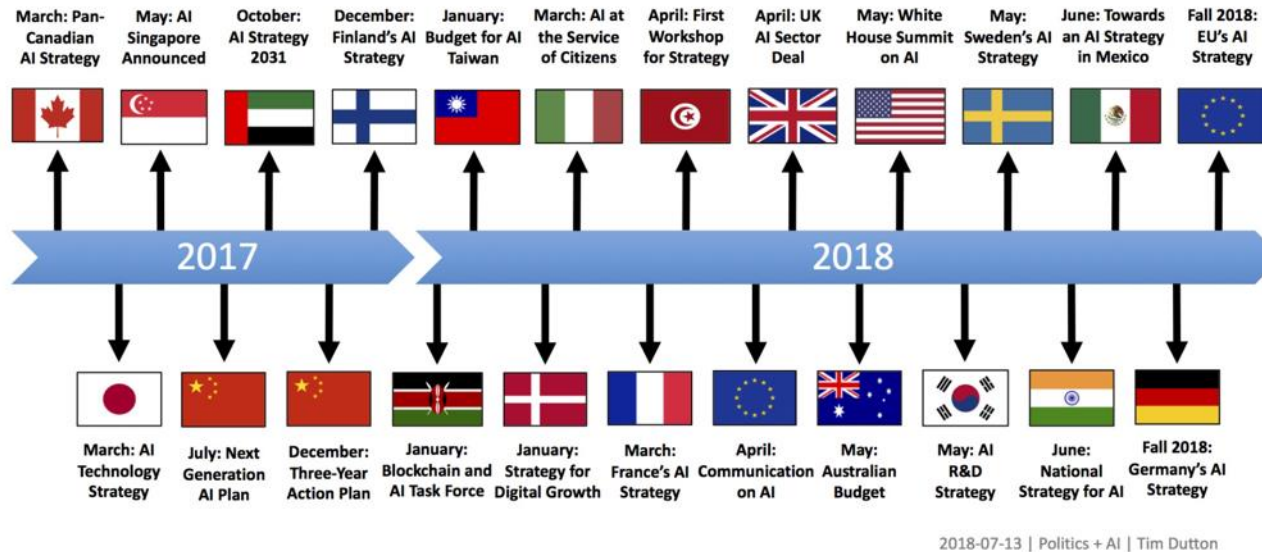 March: Pan-
Canadian
AI Strategy
May: AI
Singapore
Announced
October:
AI Strategy
2031
December:
Finland's AI
Strategy
January:
Budget for AI
Taiwan
March: AI at
the Service
of Citizens
April: First
Workshop
for Strategy
April: UK
AI Sector
Deal
May: White
House Summit
on AI
May:
Sweden's AI
Strategy
June: Towards
an AI Strategy
in Mexico
Fall 2018:
EU's AI
Strategy
2017
2018
March: AI
Technology
Strategy
July: Next
Generation
AI Plan
December:
Three-Year
Action Plan
January:
Blockchain and
AI Task Force
January:
Strategy for
Digital Growth
March:
France's AI
Strategy
April:
Communication
on AI
May:
Australian
Budget
May: AI
R&D
Strategy
June:
National
Strategy for AI
Fall 2018:
Germany's AI
Strategy
2018-07-13 | Politics + AI | Tim Dutton